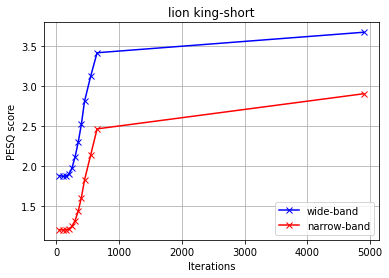 lion king-short
PESQ score
3.5
3.0
2.5
2.0
1.5
0
1000
2000
3000
4000
5000
Iterations
wide-band
narrow-band